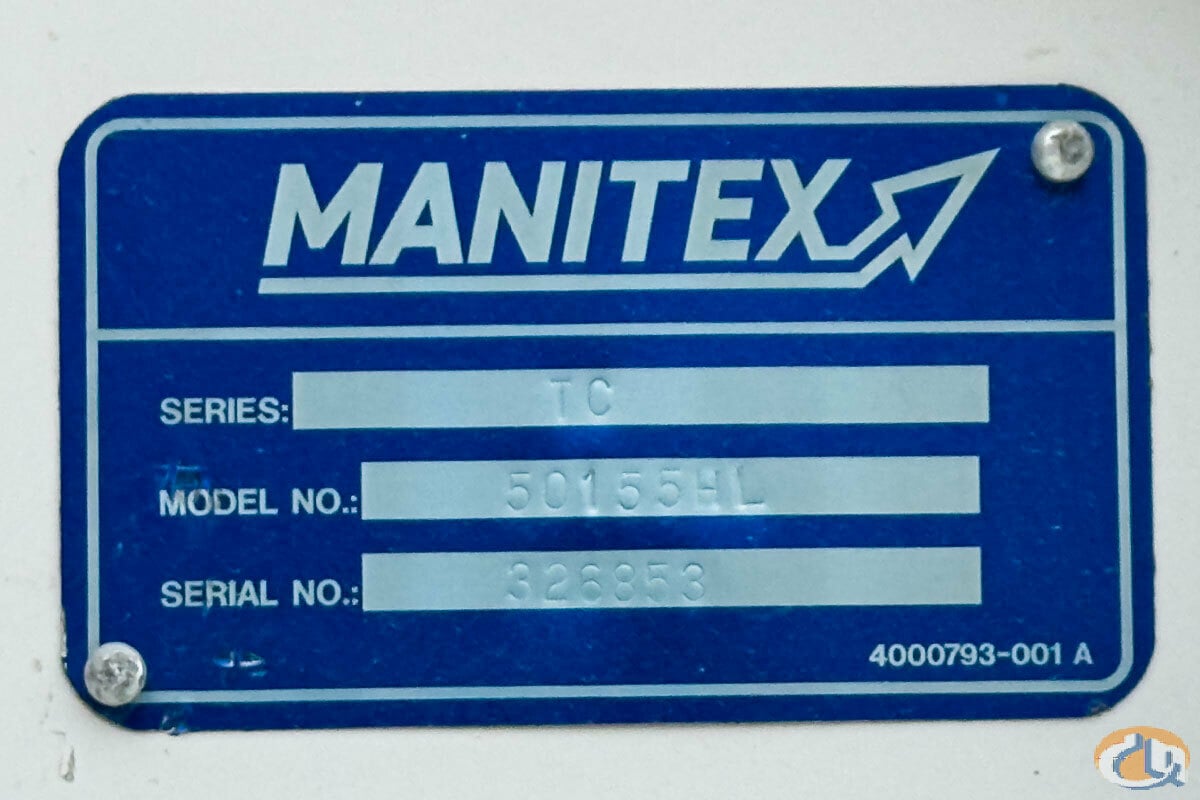 MANITEX
SERIES: TC
MODEL NO.: 50155HL
SERIAL NO.: 326853
4000793-001 A